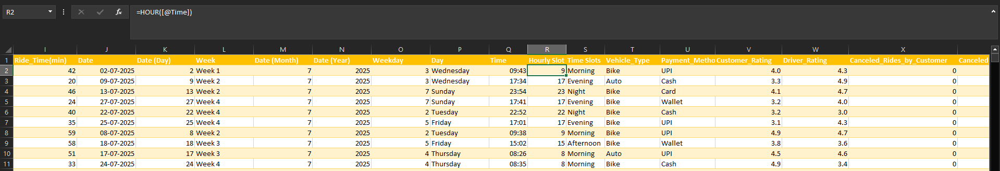 R2 fx =HOUR([@Time])
I J K L M N O P Q R S T U V W X
1 Ride_Time(min) Date Date (Day) Week Date (Month) Date (Year) Weekday Day Time Hourly Slot Time Slots Vehicle_Type Payment_Metho Customer_Rating Driver_Rating Canceled_Rides_by_Customer Canceled
2 42 02-07-2025 2 Week 1 7 2025 3 Wednesday 09:43 9 Morning Bike UPI 4.0 4.3 0
3 20 09-07-2025 9 Week 2 7 2025 3 Wednesday 17:34 17 Evening Auto Cash 3.3 4.9 0
4 46 13-07-2025 13 Week 2 7 2025 7 Sunday 23:54 23 Night Bike Card 4.1 4.7 0
5 24 27-07-2025 27 Week 4 7 2025 7 Sunday 17:41 17 Evening Bike Wallet 3.2 4.0 0
6 40 22-07-2025 22 Week 4 7 2025 2 Tuesday 22:52 22 Night Bike Cash 3.2 3.0 0
7 35 25-07-2025 25 Week 4 7 2025 5 Friday 17:01 17 Evening Bike UPI 3.1 4.3 0
8 59 08-07-2025 8 Week 2 7 2025 2 Tuesday 09:38 9 Morning Bike UPI 4.9 4.7 0
9 58 18-07-2025 18 Week 3 7 2025 5 Friday 15:02 15 Afternoon Bike Wallet 3.8 3.6 0
10 51 17-07-2025 17 Week 3 7 2025 4 Thursday 08:26 8 Morning Auto UPI 4.5 4.6 0
11 33 24-07-2025 24 Week 4 7 2025 4 Thursday 08:35 8 Morning Bike Cash 4.9 3.4 0